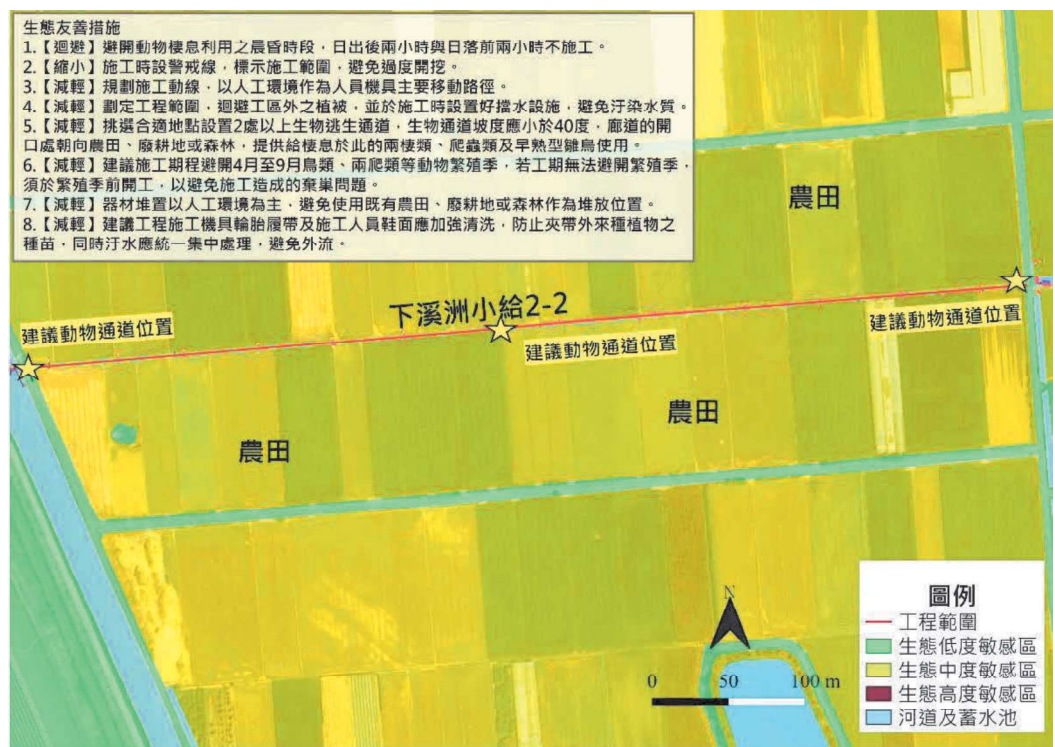 生態友善措施
1.【迴避】避開動物棲息利用之晨昏時段，日出後兩小時與日落前兩小時不施工。
2.【縮小】施工時設警戒線，標示施工範圍，避免過度開挖。
3.【減輕】規劃施工動線，以人工環境作為人員機具主要移動路徑。
4.【減輕】劃定工程範圍，迴避工區外之植被，並於施工時設置好擋水設施，避免汙染水質。
5.【減輕】挑選合適地點設置2處以上生物逃生通道，生物通道坡度應小於40度，廊道的開
口處朝向農田、廢耕地或森林，提供給棲息於此的兩棲類、爬蟲類及早熟型雛鳥使用。
6.【減輕】建議施工期程避開4月至9月鳥類、兩爬類等動物繁殖季，若工期無法避開繁殖季，
須於繁殖季前開工，以避免施工造成的棄巢問題。
7.【減輕】器材堆置以人工環境為主，避免使用既有農田、廢耕地或森林作為堆放位置。
8.【減輕】建議工程施工機具輪胎履帶及施工人員鞋面應加強清洗，防止夾帶外來種植物之
種苗，同時汙水應統一集中處理，避免外流。
農田
下溪洲小給2-2
建議動物通道位置
建議動物通道位置
建議動物通道位置
農田
農田
圖例
工程範圍
生態低度敏感區
生態中度敏感區
生態高度敏感區
河道及蓄水池
N
0 50 100 m